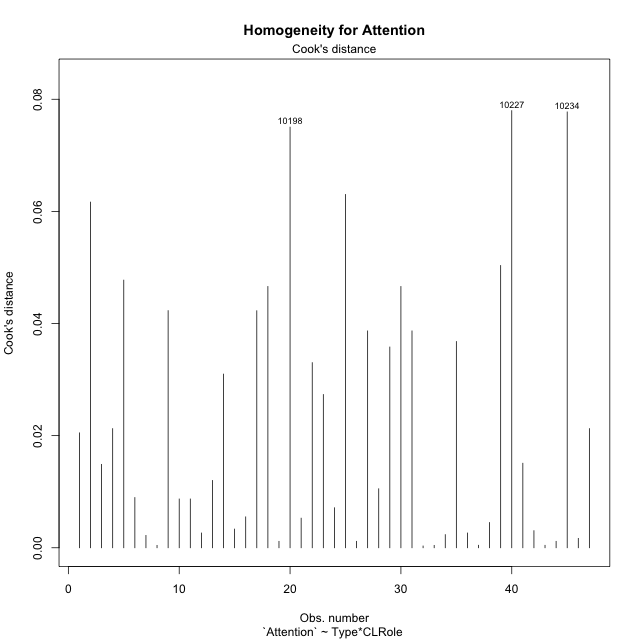 Homogeneity for Attention
Cook's distance
10198
10227
10234
Cook's distance
0.00
0.02
0.04
0.06
0.08
0
10
20
30
40
Obs. number
`Attention` ~ Type*CLRole